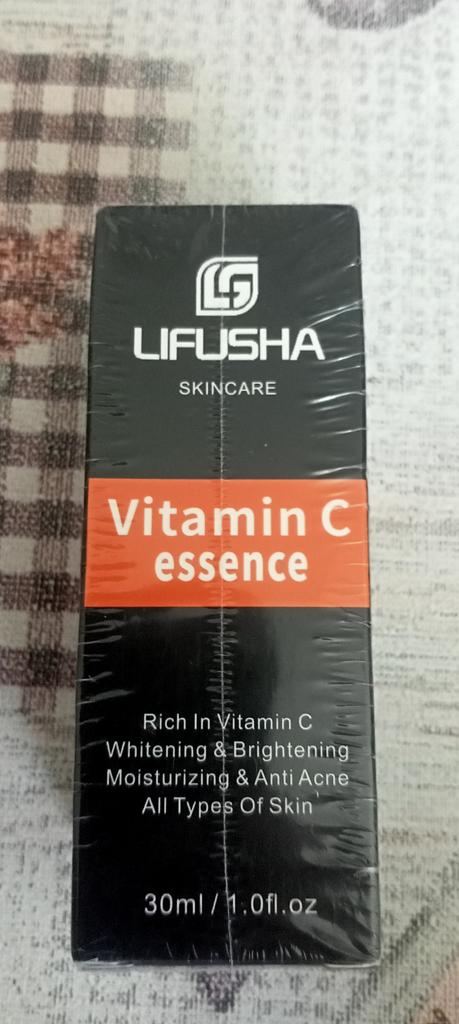 LIFUSHA
SKINCARE
Vitamin C
essence
Rich In Vitamin C
Whitening & Brightening
Moisturizing & Anti Acne
All Types Of Skin
30ml / 1.0fl.oz